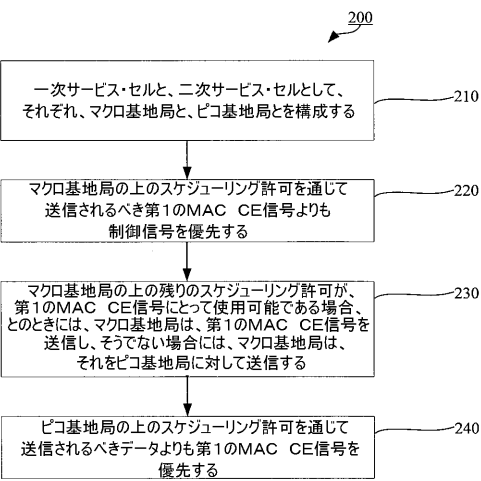 200
一次サービス・セルと、二次サービス・セルとして、
それぞれ、マクロ基地局と、ピコ基地局とを構成する
210
マクロ基地局の上のスケジューリング許可を通じて
送信されるべき第1のMAC CE信号よりも
制御信号を優先する
220
マクロ基地局の上の残りのスケジューリング許可が、
第1のMAC CE信号にとって使用可能である場合、
とのときには、マクロ基地局は、第1のMAC CE信号を
送信し、そうでない場合には、マクロ基地局は、
それをピコ基地局に対して送信する
230
ピコ基地局の上のスケジューリング許可を通じて
送信されるべきデータよりも第1のMAC CE信号を
優先する
240